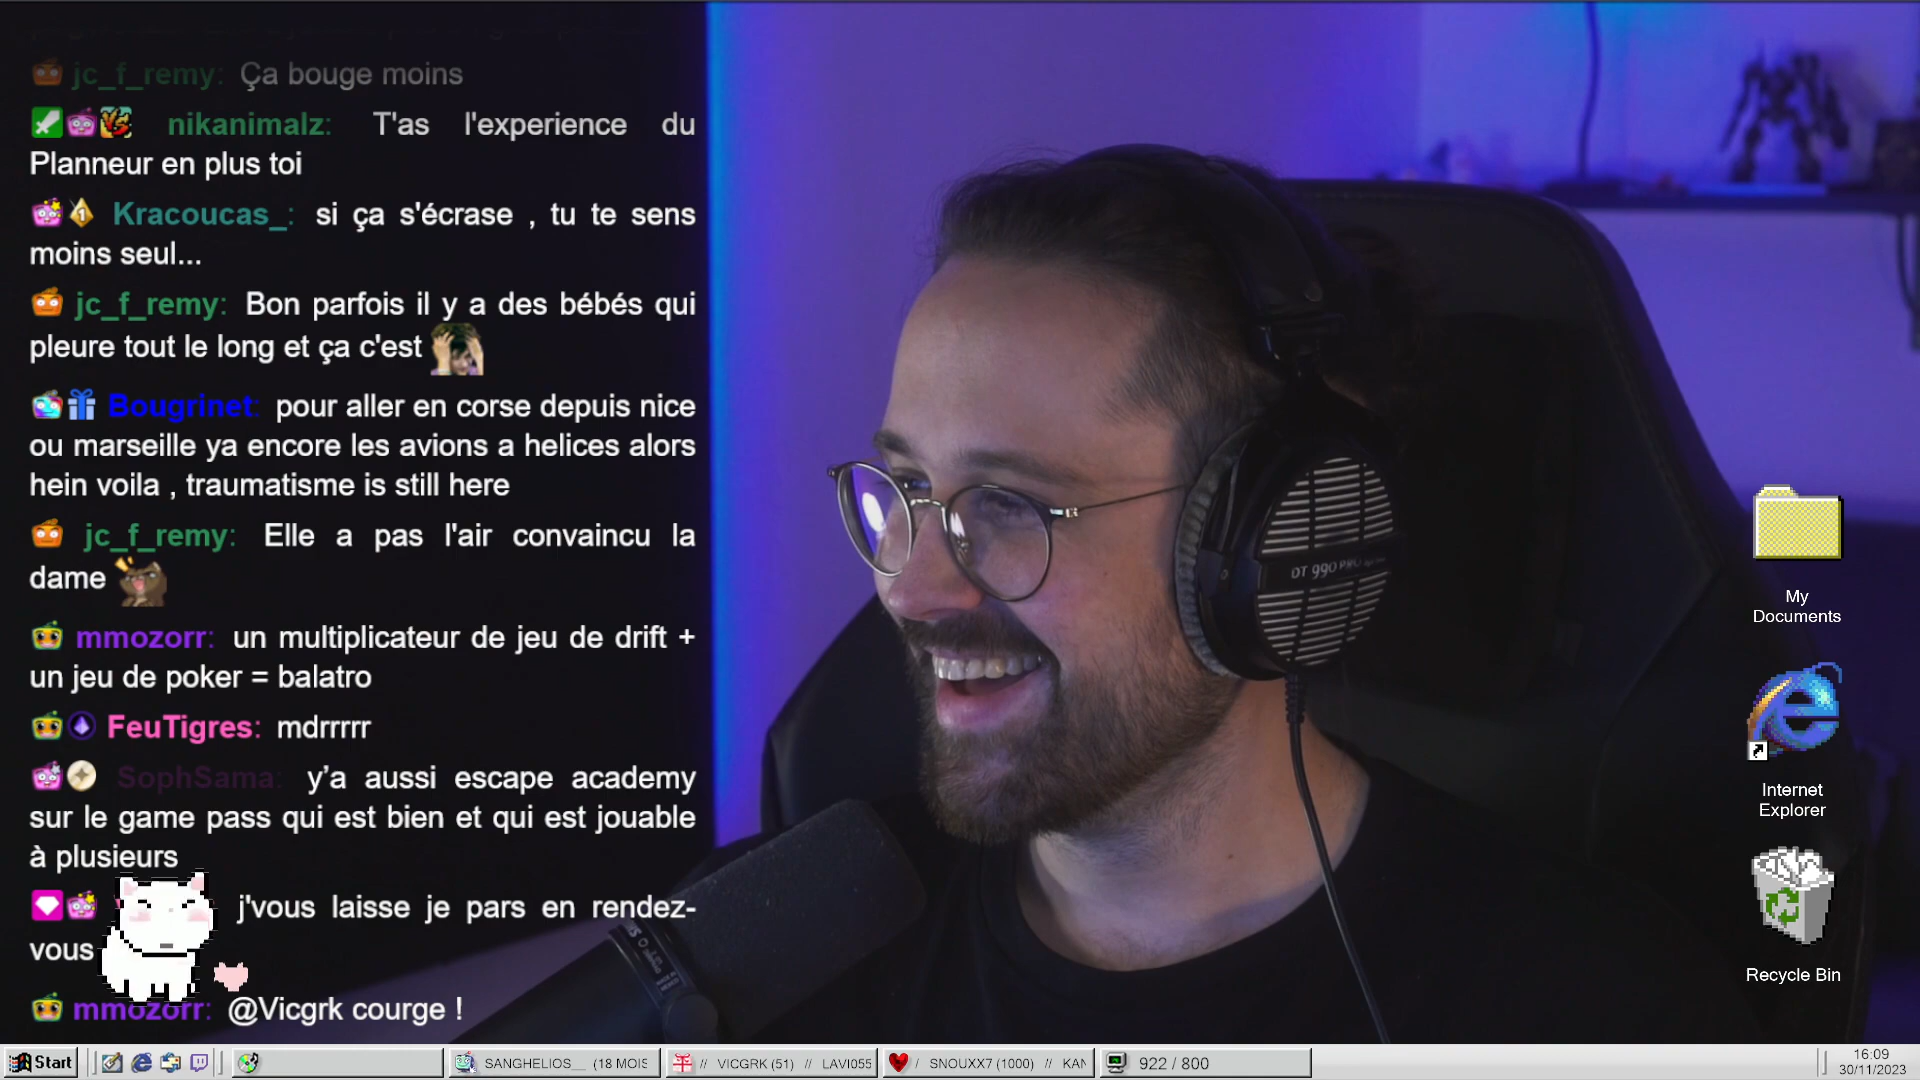 jc_f_remy: Ça bouge moins
nikanimalz: T'as l'experience du
Planneur en plus toi
Kracoucas_: si ça s'écrase , tu te sens
moins seul...
jc_f_remy: Bon parfois il y a des bébés qui
pleure tout le long et ça c'est
Bougrinet: pour aller en corse depuis nice
ou marseille ya encore les avions a helices alors
hein voila , traumatisme is still here
jc_f_remy: Elle a pas l'air convaincu la
dame
mmozorr: un multiplicateur de jeu de drift +
un jeu de poker = balatro
FeuTigres: mdrrrrr
SophSama: y'a aussi escape academy
sur le game pass qui est bien et qui est jouable
à plusieurs
j'vous laisse je pars en rendez-
vous
mmozorr: @Vicgrk courge !
DT 990 PRO
My
Documents
Internet
Explorer
Recycle Bin
Start
SANGHELIOS__ (18 MOIS
// VICGRK (51) // LAVI055
/ SNOUXX7 (1000) // KAN
922 / 800
16:09
30/11/2023